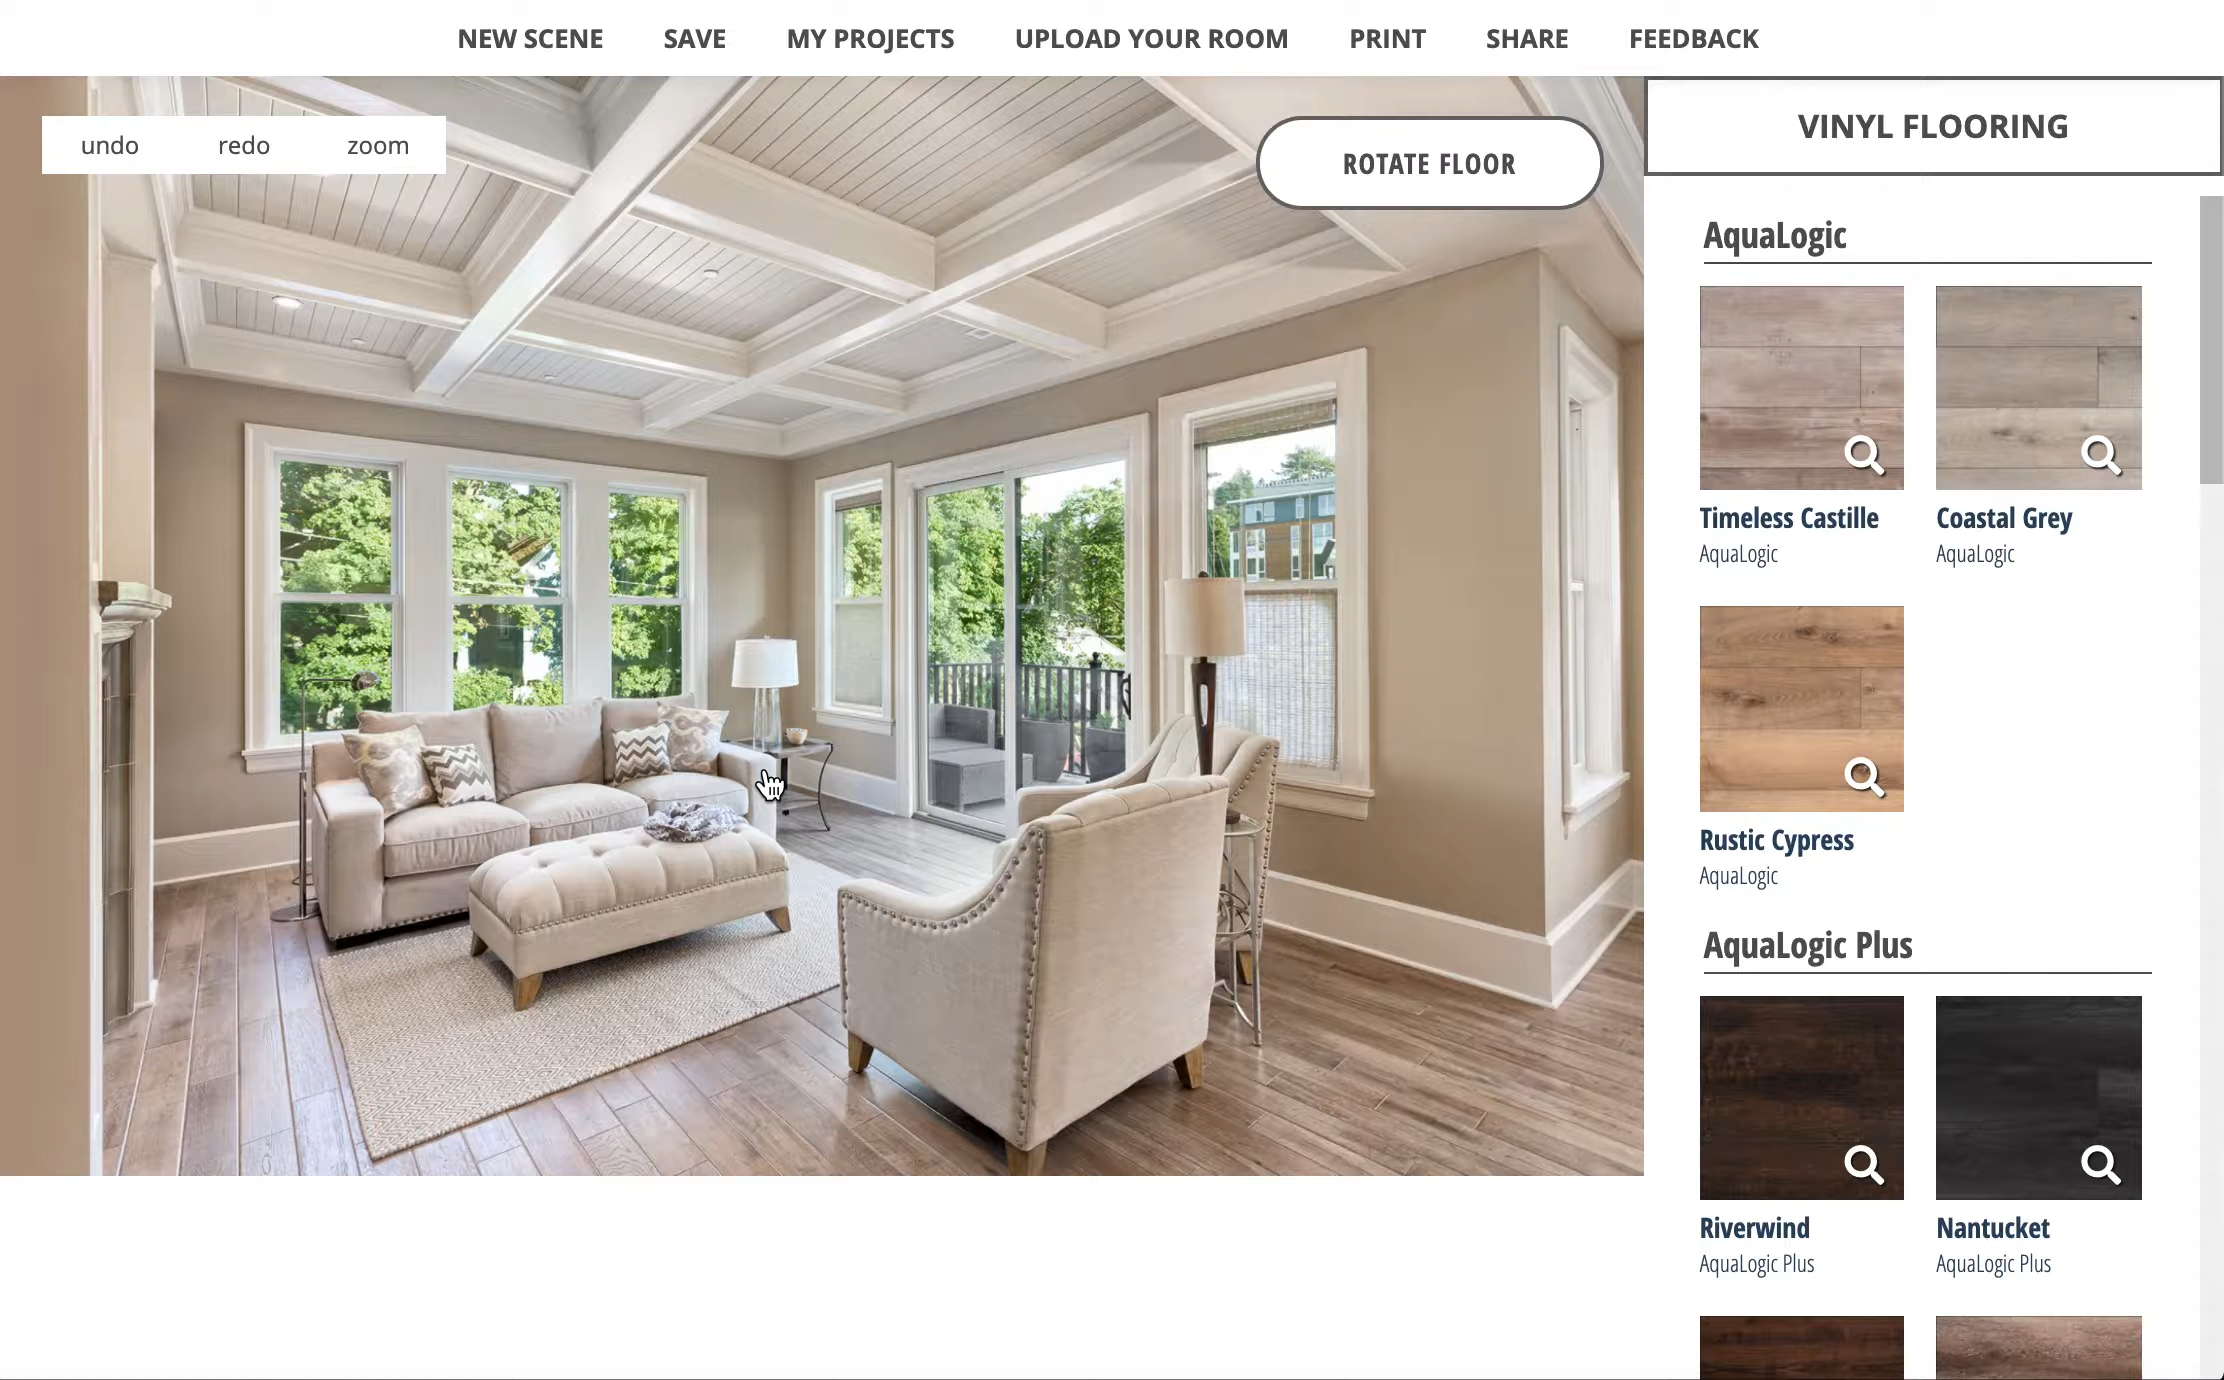 NEW SCENE SAVE MY PROJECTS UPLOAD YOUR ROOM PRINT SHARE FEEDBACK
undo redo zoom
ROTATE FLOOR
VINYL FLOORING
AquaLogic
Timeless Castille
AquaLogic
Coastal Grey
AquaLogic
Rustic Cypress
AquaLogic
AquaLogic Plus
Riverwind
AquaLogic Plus
Nantucket
AquaLogic Plus